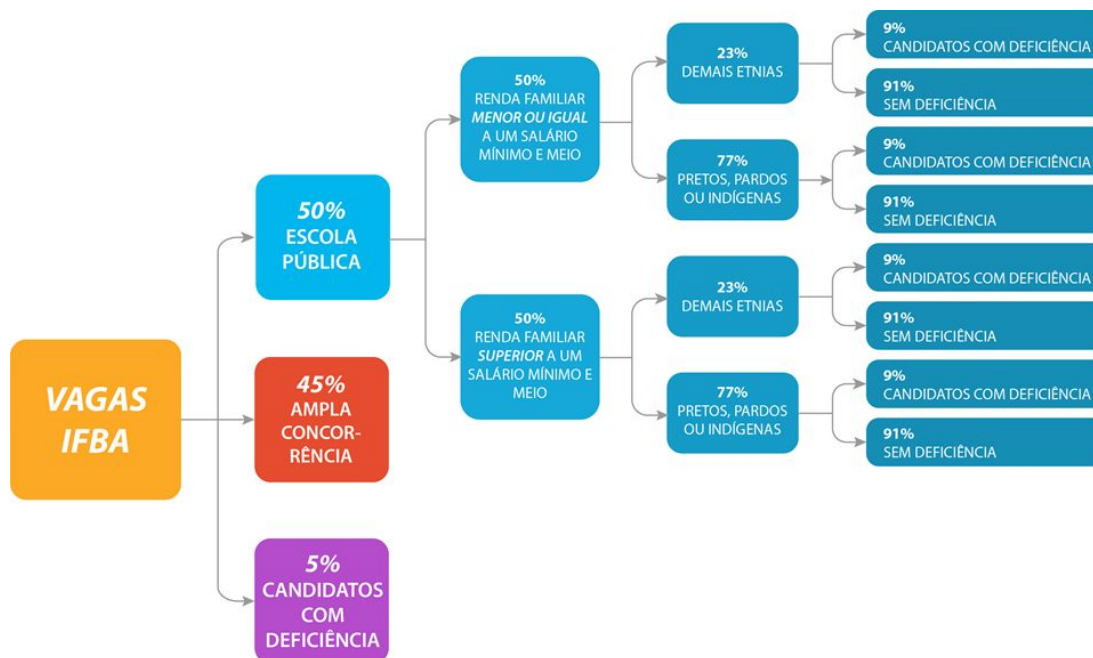 VAGAS
IFBA
50%
ESCOLA
PÚBLICA
45%
AMPLA
CONCOR-
RÊNCIA
5%
CANDIDATOS
COM
DEFICIÊNCIA
50%
RENDA FAMILIAR
MENOR OU IGUAL
A UM SALÁRIO
MÍNIMO E MEIO
50%
RENDA FAMILIAR
SUPERIOR A UM
SALÁRIO MÍNIMO E
MEIO
23%
DEMAIS ETNIAS
77%
PRETOS, PARDOS
OU INDÍGENAS
23%
DEMAIS ETNIAS
77%
PRETOS, PARDOS
OU INDÍGENAS
9%
CANDIDATOS COM DEFICIÊNCIA
91%
SEM DEFICIÊNCIA
9%
CANDIDATOS COM DEFICIÊNCIA
91%
SEM DEFICIÊNCIA
9%
CANDIDATOS COM DEFICIÊNCIA
91%
SEM DEFICIÊNCIA
9%
CANDIDATOS COM DEFICIÊNCIA
91%
SEM DEFICIÊNCIA